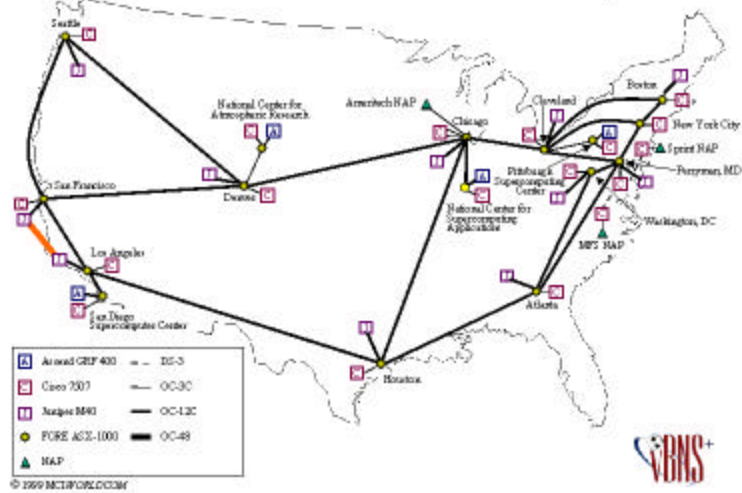 Seattle
Boston
National Center for
Atmospheric Research
Ameritech NAP
Cleveland
Chicago
New York City
Sprint NAP
C
A
J
Pittsburgh
Supercomputing
Center
Perryman, MD
San Francisco
Denver
National Center for
Supercomputing
Applications
Washington, DC
MFS NAP
Los Angeles
San Diego
Supercomputer Center
Atlanta
Houston
A Ascend GRF 400
C Cisco 7507
J Juniper M40
FORE ASX-1000
NAP
DS-3
OC-3C
OC-12C
OC-48
vBNS+
© 1999 MCI WORLDCOM